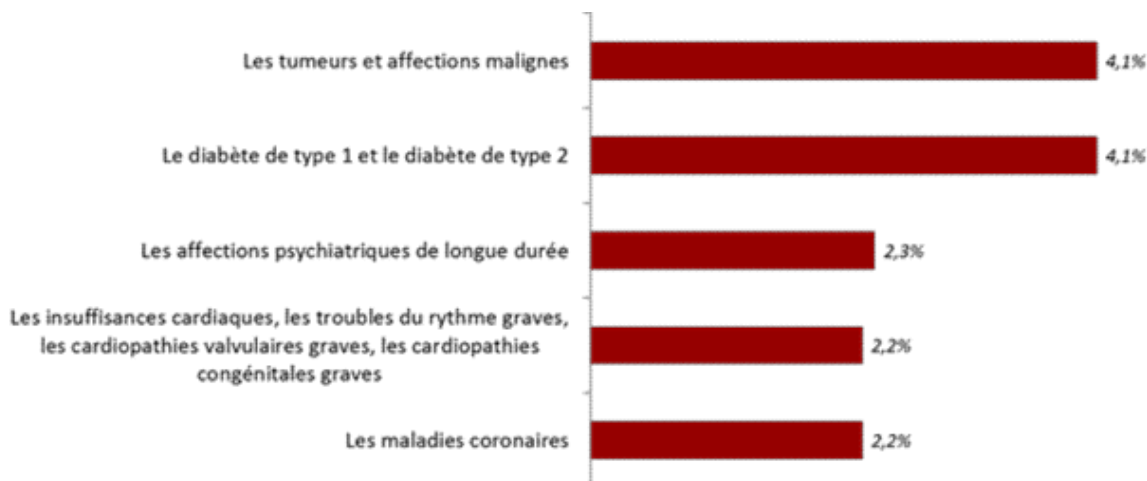 Les tumeurs et affections malignes
4,1%
Le diabète de type 1 et le diabète de type 2
4,1%
Les affections psychiatriques de longue durée
2,3%
Les insuffisances cardiaques, les troubles du rythme graves,
les cardiopathies valvulaires graves, les cardiopathies
congénitales graves
2,2%
Les maladies coronaires
2,2%